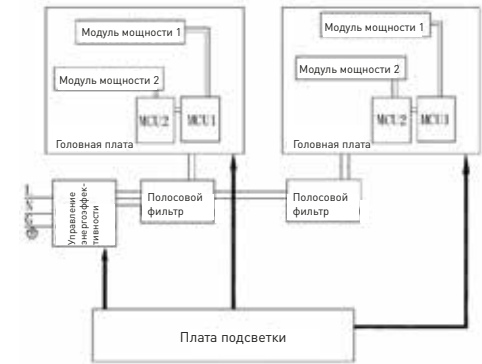 Модуль мощности 1
Модуль мощности 2
MCU2
MCU1
Головная плата
Модуль мощности 1
Модуль мощности 2
MCU2
MCU1
Головная плата
Управление
энергоэффек-
тивности
Полосовой
фильтр
Полосовой
фильтр
Плата подсветки